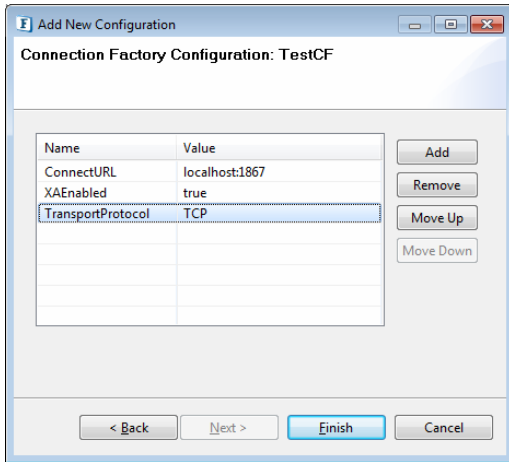 F Add New Configuration
Connection Factory Configuration: TestCF
Name Value
ConnectURL localhost:1867
XAEnabled true
TransportProtocol TCP
Add
Remove
Move Up
Move Down
< Back Next > Finish Cancel